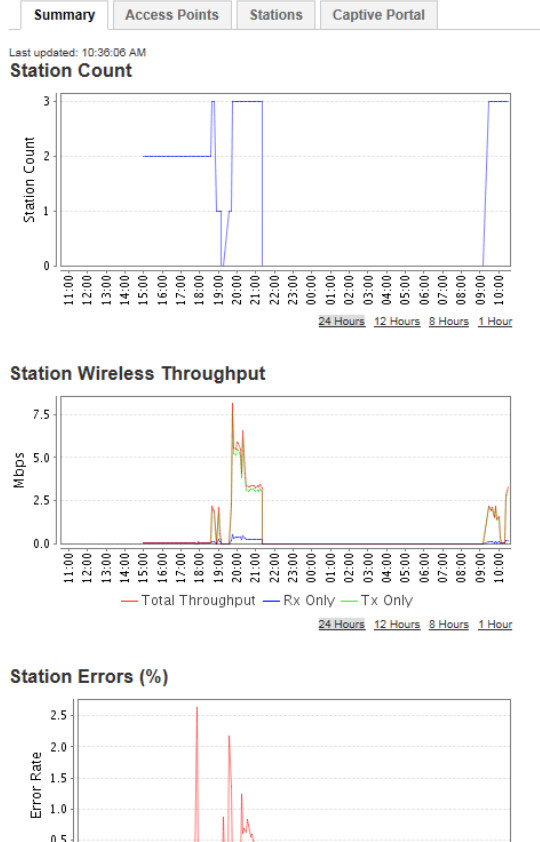 Summary Access Points Stations Captive Portal
Last updated: 10:36:06 AM
Station Count
Station Count
3
2
1
0
11:00 12:00 13:00 14:00 15:00 16:00 17:00 18:00 19:00 20:00 21:00 22:00 23:00 00:00 01:00 02:00 03:00 04:00 05:00 06:00 07:00 08:00 09:00 10:00
24 Hours 12 Hours 8 Hours 1 Hour
Station Wireless Throughput
Mbps
7.5
5.0
2.5
0.0
11:00 12:00 13:00 14:00 15:00 16:00 17:00 18:00 19:00 20:00 21:00 22:00 23:00 00:00 01:00 02:00 03:00 04:00 05:00 06:00 07:00 08:00 09:00 10:00
Total Throughput Rx Only Tx Only
24 Hours 12 Hours 8 Hours 1 Hour
Station Errors (%)
Error Rate
2.5
2.0
1.5
1.0
0.5